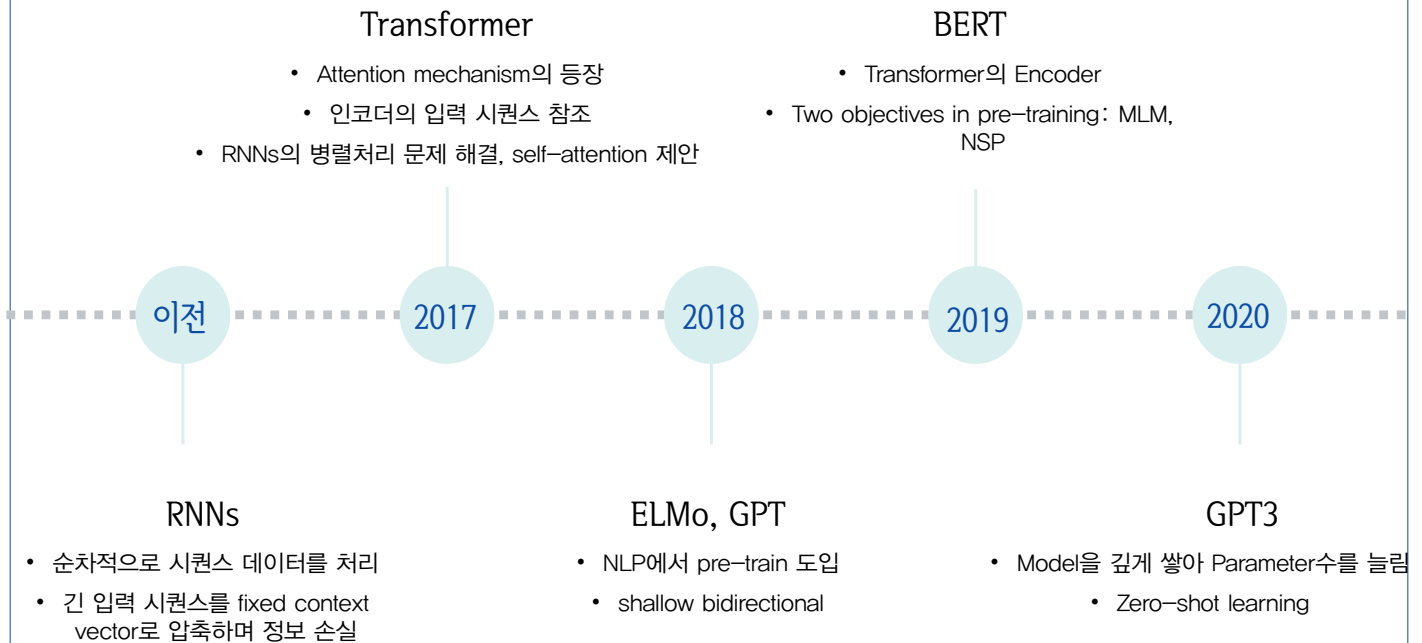 Transformer
• Attention mechanism의 등장
• 인코더의 입력 시퀀스 참조
• RNNs의 병렬처리 문제 해결, self-attention 제안
BERT
• Transformer의 Encoder
• Two objectives in pre-training: MLM,
NSP
이전
2017
2018
2019
2020
RNNs
• 순차적으로 시퀀스 데이터를 처리
• 긴 입력 시퀀스를 fixed context
vector로 압축하며 정보 손실
ELMo, GPT
• NLP에서 pre-train 도입
• shallow bidirectional
GPT3
• Model을 깊게 쌓아 Parameter수를 늘림
• Zero-shot learning